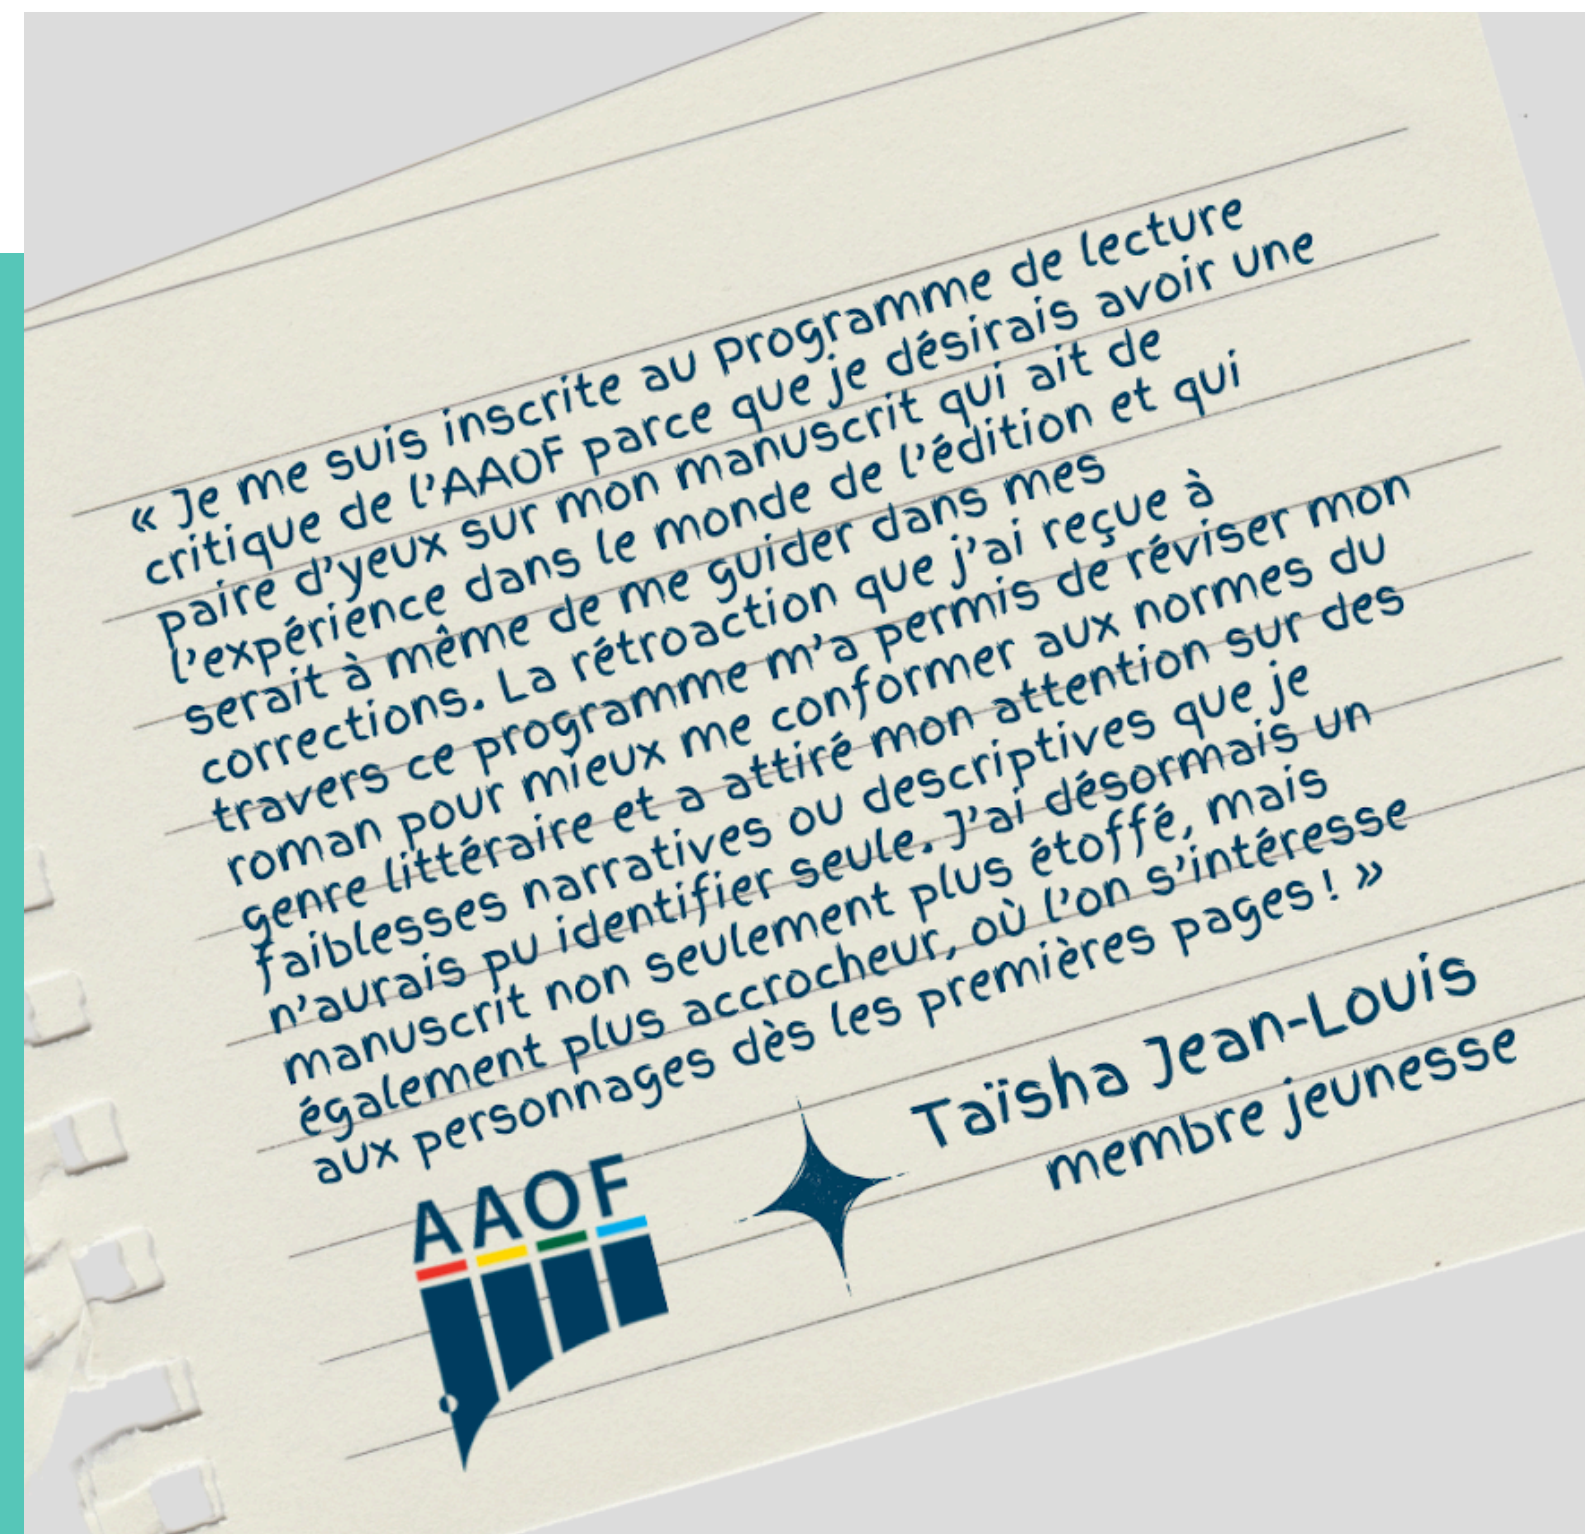 « Je me suis inscrite au Programme de lecture
critique de l'AAOF parce que je désirais avoir une
paire d'yeux sur mon manuscrit qui ait de
l'expérience dans le monde de l'édition et qui
serait à même de me guider dans mes
corrections. La rétroaction que j'ai reçue à
travers ce programme m'a permis de réviser mon
roman pour mieux me conformer aux normes du
genre littéraire et a attiré mon attention sur des
faiblesses narratives ou descriptives que je
n'aurais pu identifier seule. J'ai désormais un
manuscrit non seulement plus étoffé, mais
également plus accrocheur, où l'on s'intéresse
aux personnages dès les premières pages ! »
Taïsha Jean-Louis
membre jeunesse
AAOF